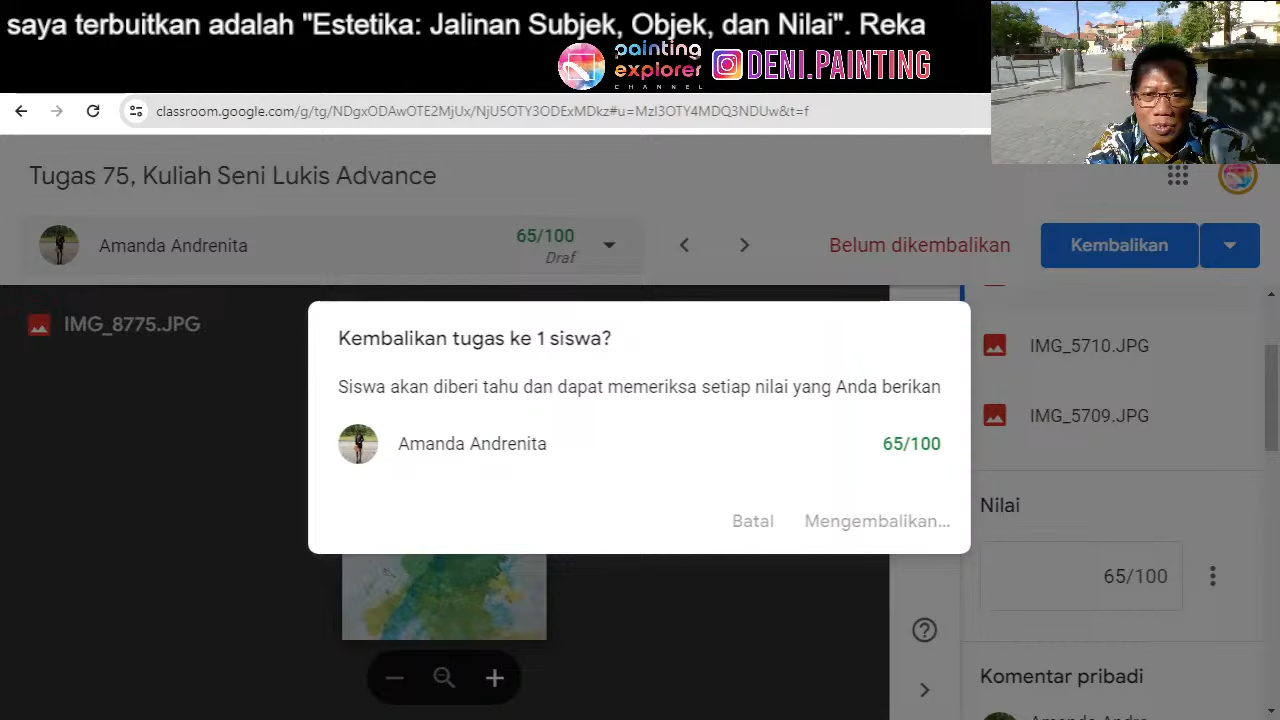 saya terbuitkan adalah "Estetika: Jalinan Subjek, Objek, dan Nilai". Reka
painting
explorer
CHANNEL
DENI.PAINTING
classroom.google.com/g/tg/NDgxODAwOTE2MjUx/NjU5OTY3ODExMDkz#u=MzI3OTY4MDQ3NDUw&t=f
Tugas 75, Kuliah Seni Lukis Advance
Amanda Andrenita
65/100
Draf
Belum dikembalikan
Kembalikan
IMG_8775.JPG
Kembalikan tugas ke 1 siswa?
Siswa akan diberi tahu dan dapat memeriksa setiap nilai yang Anda berikan
Amanda Andrenita
65/100
Batal
Mengembalikan...
IMG_5710.JPG
IMG_5709.JPG
Nilai
65/100
Komentar pribadi